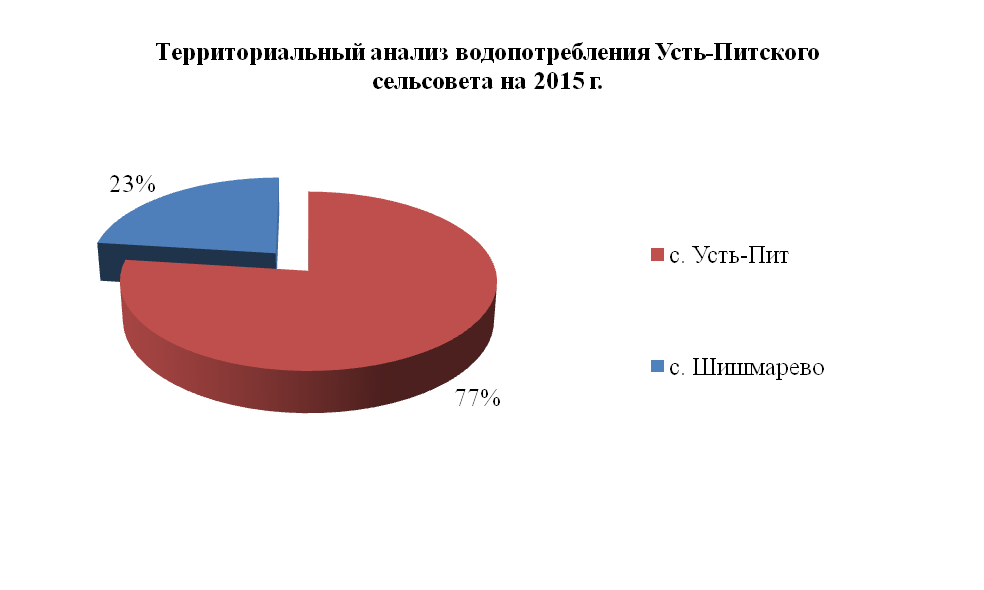 Территориальный анализ водопотребления Усть-Питского
сельсовета на 2015 г.
23%
с. Усть-Пит
с. Шишмарево
77%